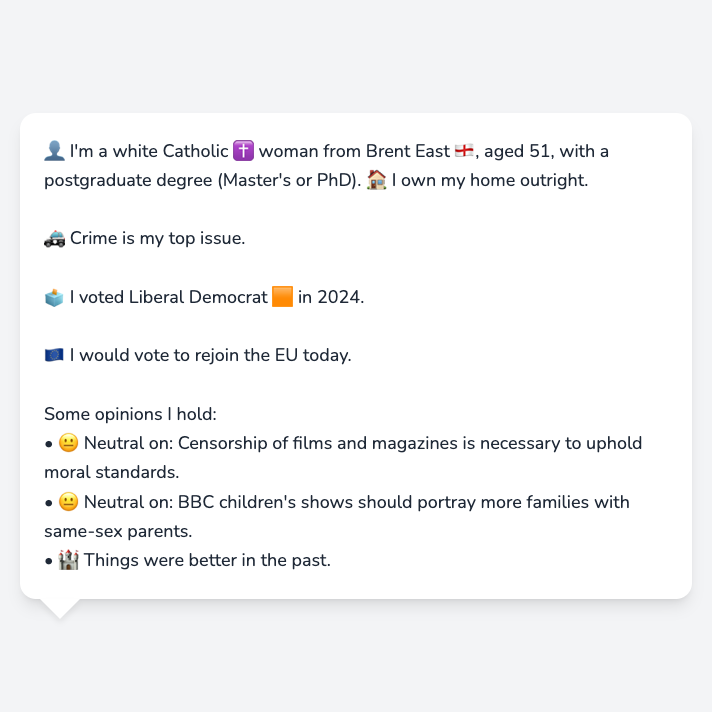 👤 I'm a white Catholic ✝️ woman from Brent East 🏴󠁧󠁢󠁥󠁮󠁧󠁿, aged 51, with a
postgraduate degree (Master's or PhD). 🏠 I own my home outright.
🚓 Crime is my top issue.
🗳️ I voted Liberal Democrat 🟧 in 2024.
🇪🇺 I would vote to rejoin the EU today.
Some opinions I hold:
• 😐 Neutral on: Censorship of films and magazines is necessary to uphold
moral standards.
• 😐 Neutral on: BBC children's shows should portray more families with
same-sex parents.
• 🏰 Things were better in the past.